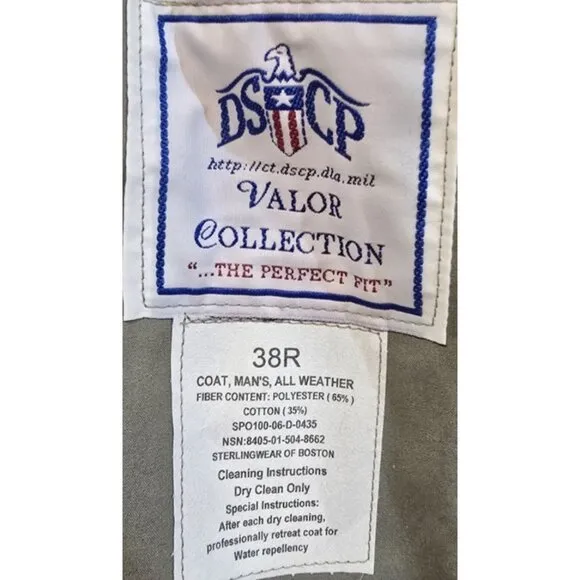 DSCP
http://ct.dscp.dla.mil
VALOR
COLLECTION
"...THE PERFECT FIT"
38R
COAT, MAN'S, ALL WEATHER
FIBER CONTENT: POLYESTER ( 65% )
COTTON ( 35%)
SPO100-06-D-0435
NSN:8405-01-504-8662
STERLINGWEAR OF BOSTON
Cleaning Instructions
Dry Clean Only
Special Instructions:
After each dry cleaning,
professionally retreat coat for
Water repellency